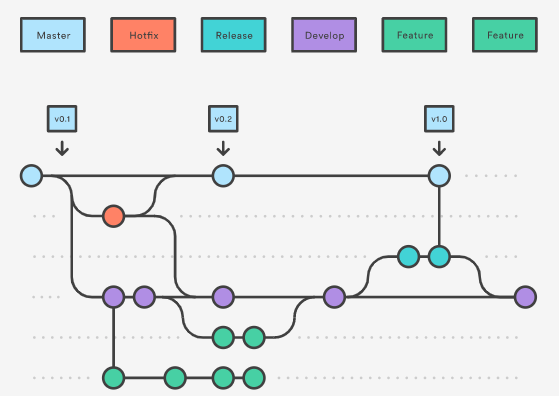 Master
Hotfix
Release
Develop
Feature
Feature
v0.1
v0.2
v1.0